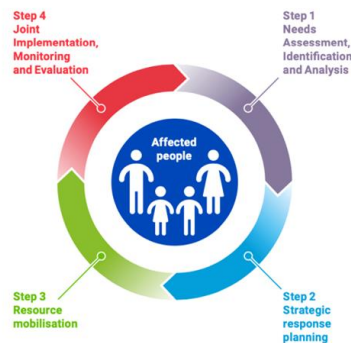 Step 4
Joint
Implementation,
Monitoring
and Evaluation
Step 1
Needs
Assessment,
Identification
and Analysis
Affected
people
Step 3
Resource
mobilisation
Step 2
Strategic
response
planning